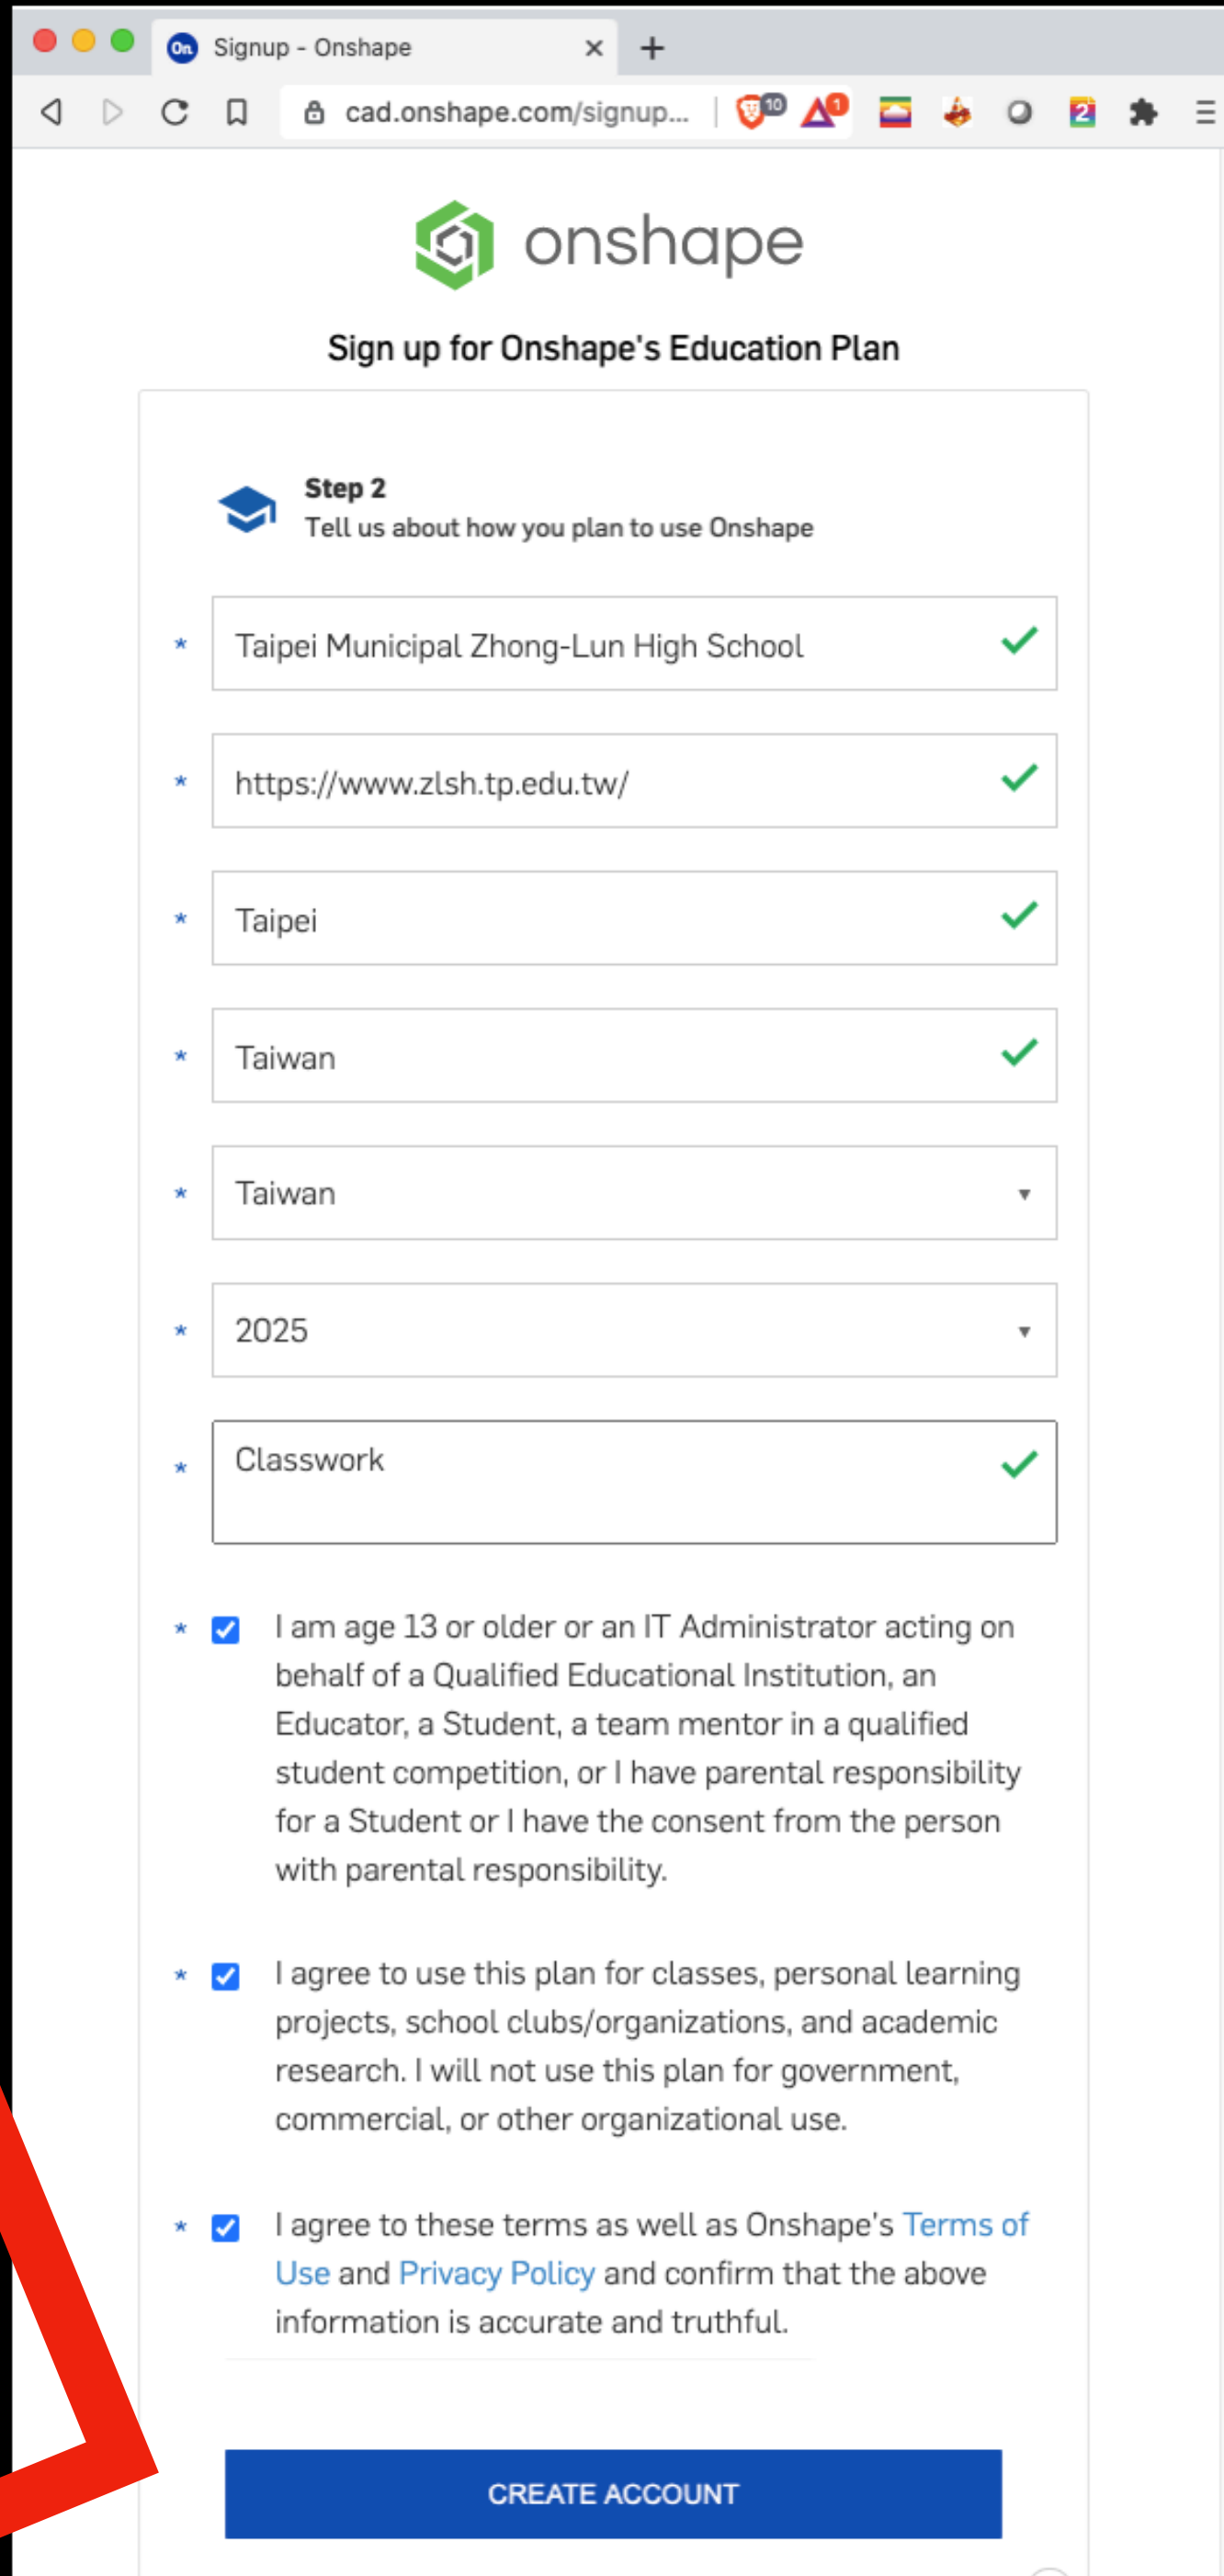 On Signup - Onshape
cad.onshape.com/signup... 10 1 2
onshape
Sign up for Onshape's Education Plan
Step 2
Tell us about how you plan to use Onshape
* Taipei Municipal Zhong-Lun High School
* https://www.zlsh.tp.edu.tw/
* Taipei
* Taiwan
* Taiwan
* 2025
* Classwork
* I am age 13 or older or an IT Administrator acting on
behalf of a Qualified Educational Institution, an
Educator, a Student, a team mentor in a qualified
student competition, or I have parental responsibility
for a Student or I have the consent from the person
with parental responsibility.
* I agree to use this plan for classes, personal learning
projects, school clubs/organizations, and academic
research. I will not use this plan for government,
commercial, or other organizational use.
* I agree to these terms as well as Onshape's Terms of
Use and Privacy Policy and confirm that the above
information is accurate and truthful.
CREATE ACCOUNT